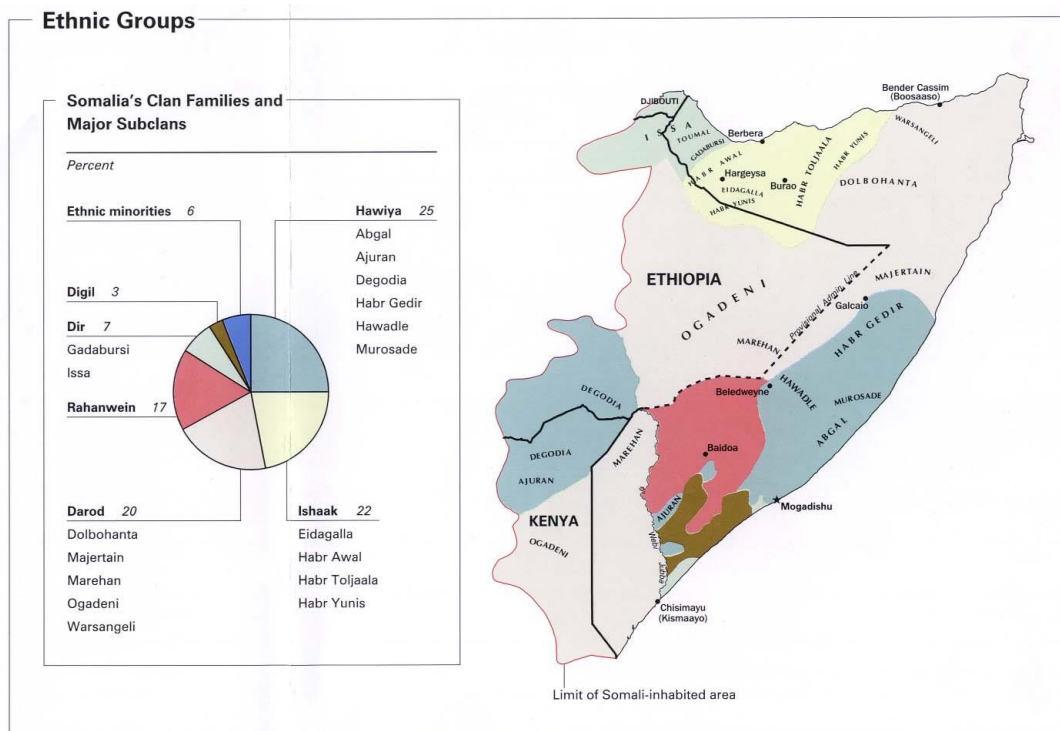 Ethnic Groups
Somalia's Clan Families and
Major Subclans
Percent
Ethnic minorities 6
Digil 3
Dir 7
Gadabursi
Issa
Rahanwein 17
Hawiya 25
Abgal
Ajuran
Degodia
Habr Gedir
Hawadle
Murosade
Darod 20
Dolbohanta
Majertain
Marehan
Ogadeni
Warsangeli
Ishaak 22
Eidagalla
Habr Awal
Habr Toljaala
Habr Yunis
DJIBOUTI
ISSA
TOUMAL
GADABURSI
Berbera
Bender Cassim
(Boosaaso)
WARSANGELI
HABR AWAL
Hargeysa
EIDAGALLA
HABR YUNIS
Burao
HABR TOLJAALA
HABR YUNIS
DOLBOHANTA
ETHIOPIA
OGADENI
Provisional Admin Line
MAJERTAIN
Galcaio
MAREHAN
HABR GEDIR
Beledweyne
HAWADLE
MUROSADE
ABGAL
DEGODIA
DEGODIA
AJURAN
MAREHAN
Baidoa
AJURAN
Mogadishu
KENYA
OGADENI
Webi
Jubba
Chisimayu
(Kismaayo)
Limit of Somali-inhabited area